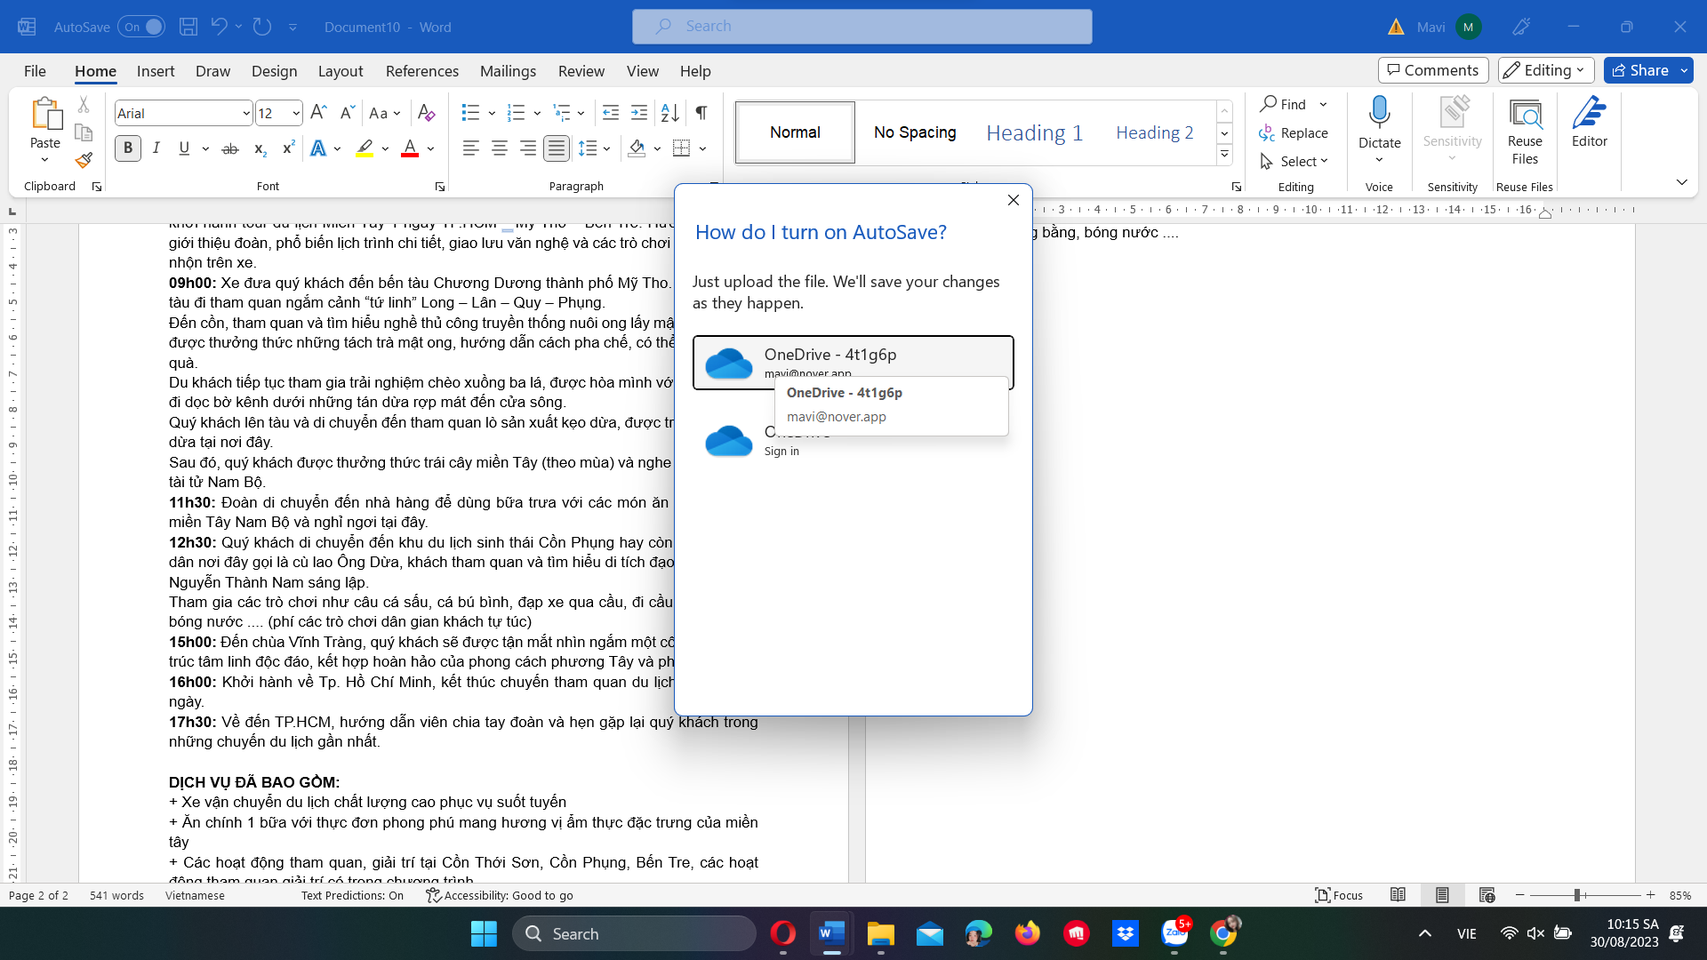 AutoSave On Document10 - Word Search Mavi M
File Home Insert Draw Design Layout References Mailings Review View Help Comments Editing Share
Paste
Clipboard
Arial 12 Aa
B I U ab x₂ x² A A
Font
Paragraph
Normal No Spacing Heading 1 Heading 2
Find
Replace
Select
Editing
Dictate
Voice
Sensitivity
Sensitivity
Reuse Files
Reuse Files
Editor
giới thiệu đoàn, phổ biến lịch trình chi tiết, giao lưu văn nghệ và các trò chơi
nhộn trên xe.
09h00: Xe đưa quý khách đến bến tàu Chương Dương thành phố Mỹ Tho.
tàu đi tham quan ngắm cảnh “tứ linh” Long – Lân – Quy – Phụng.
Đến cồn, tham quan và tìm hiểu nghề thủ công truyền thống nuôi ong lấy mậ
được thưởng thức những tách trà mật ong, hướng dẫn cách pha chế, có thể
quà.
Du khách tiếp tục tham gia trải nghiệm chèo xuồng ba lá, được hòa mình vớ
đi dọc bờ kênh dưới những tán dừa rợp mát đến cửa sông.
Quý khách lên tàu và di chuyển đến tham quan lò sản xuất kẹo dừa, được tr
dừa tại nơi đây.
Sau đó, quý khách được thưởng thức trái cây miền Tây (theo mùa) và nghe
tài tử Nam Bộ.
11h30: Đoàn di chuyển đến nhà hàng để dùng bữa trưa với các món ăn
miền Tây Nam Bộ và nghỉ ngơi tại đây.
12h30: Quý khách di chuyển đến khu du lịch sinh thái Cồn Phụng hay còn
dân nơi đây gọi là cù lao Ông Dừa, khách tham quan và tìm hiểu di tích đạo
Nguyễn Thành Nam sáng lập.
Tham gia các trò chơi như câu cá sấu, cá bú bình, đạp xe qua cầu, đi cầu
bóng nước .... (phí các trò chơi dân gian khách tự túc)
15h00: Đến chùa Vĩnh Tràng, quý khách sẽ được tận mắt nhìn ngắm một cô
trúc tâm linh độc đáo, kết hợp hoàn hảo của phong cách phương Tây và ph
16h00: Khởi hành về Tp. Hồ Chí Minh, kết thúc chuyến tham quan du lịch
ngày.
17h30: Về đến TP.HCM, hướng dẫn viên chia tay đoàn và hẹn gặp lại quý khách trong
những chuyến du lịch gần nhất.
DỊCH VỤ ĐÃ BAO GỒM:
+ Xe vận chuyển du lịch chất lượng cao phục vụ suốt tuyến
+ Ăn chính 1 bữa với thực đơn phong phú mang hương vị ẩm thực đặc trưng của miền
tây
+ Các hoạt động tham quan, giải trí tại Cồn Thới Sơn, Cồn Phụng, Bến Tre, các hoạt
động tham quan giải trí có trong chương trình
g bằng, bóng nước ....
How do I turn on AutoSave?
Just upload the file. We'll save your changes
as they happen.
OneDrive - 4t1g6p
mavi@nover.app
OneDrive - 4t1g6p
mavi@nover.app
Sign in
Page 2 of 2 541 words Vietnamese Text Predictions: On Accessibility: Good to go Focus 85%
Search Zalo 5+ VIE 10:15 SA
30/08/2023